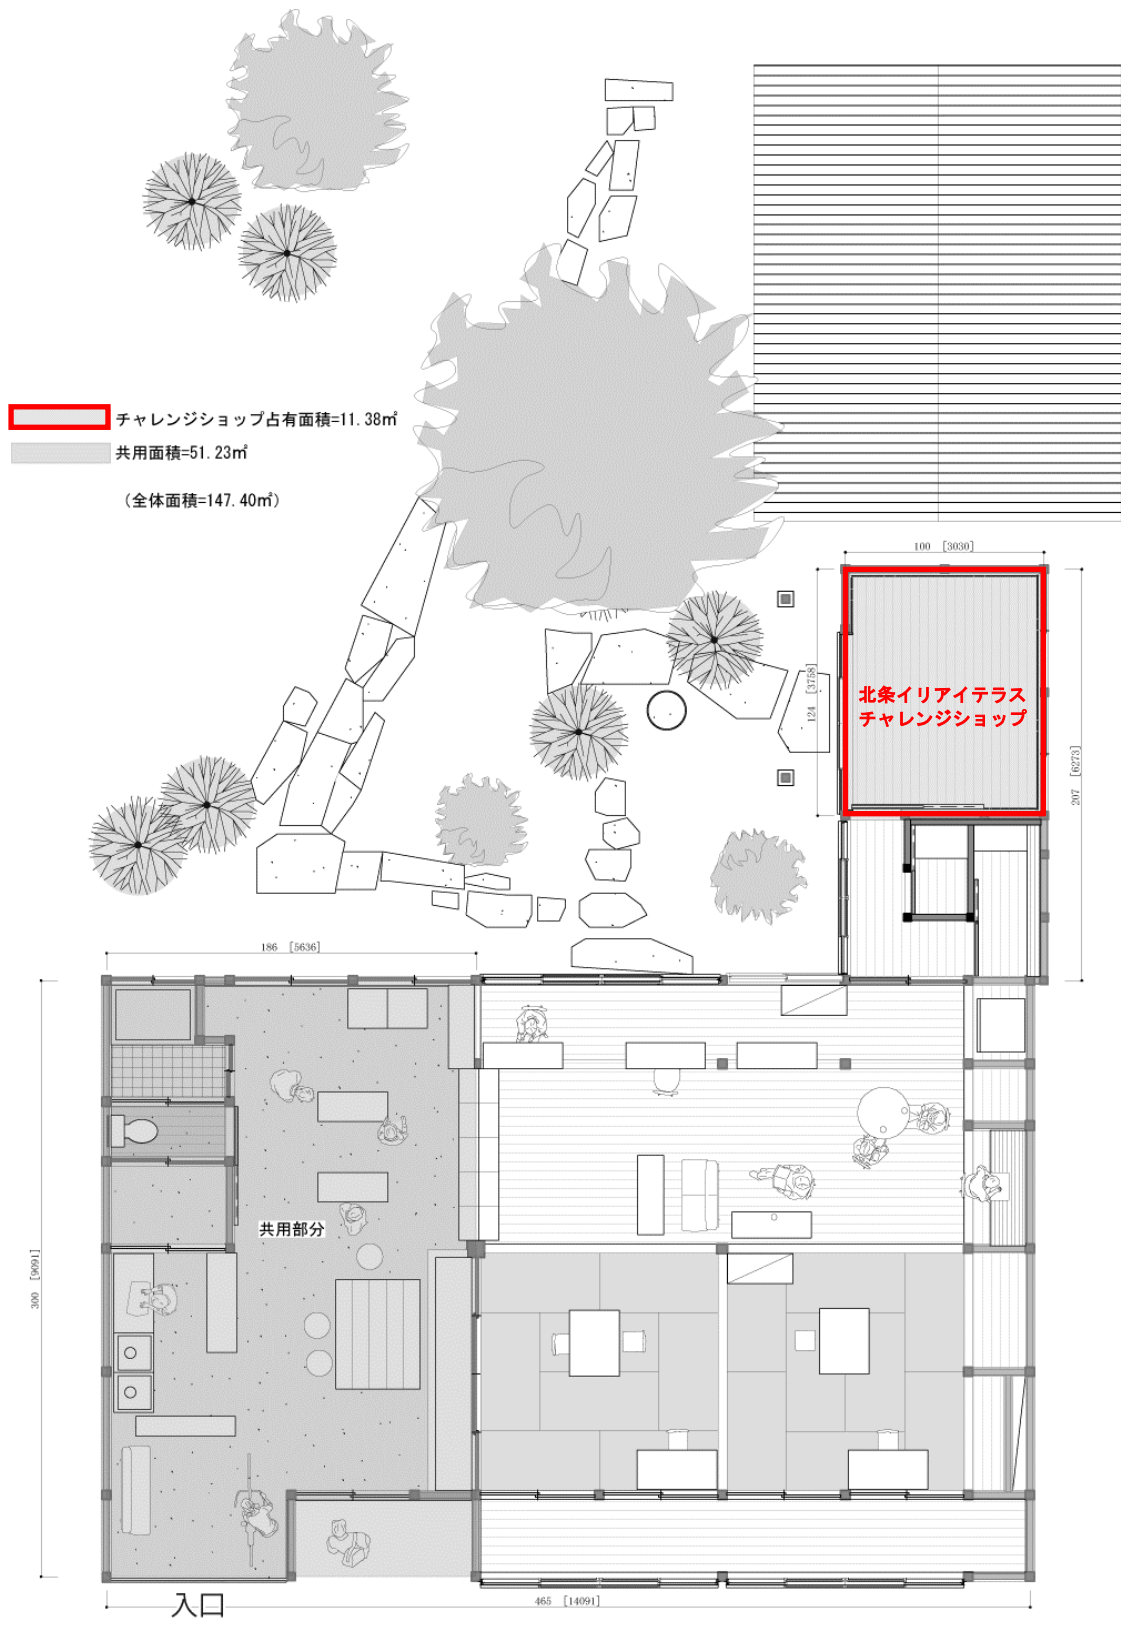 チャレンジショップ占有面積=11.38㎡
共用面積=51.23㎡
(全体面積=147.40㎡)
100 [3030]
124 [3758]
北条イリアイテラス
チャレンジショップ
207 [6273]
186 [5636]
共用部分
300 [9091]
入口
465 [14091]